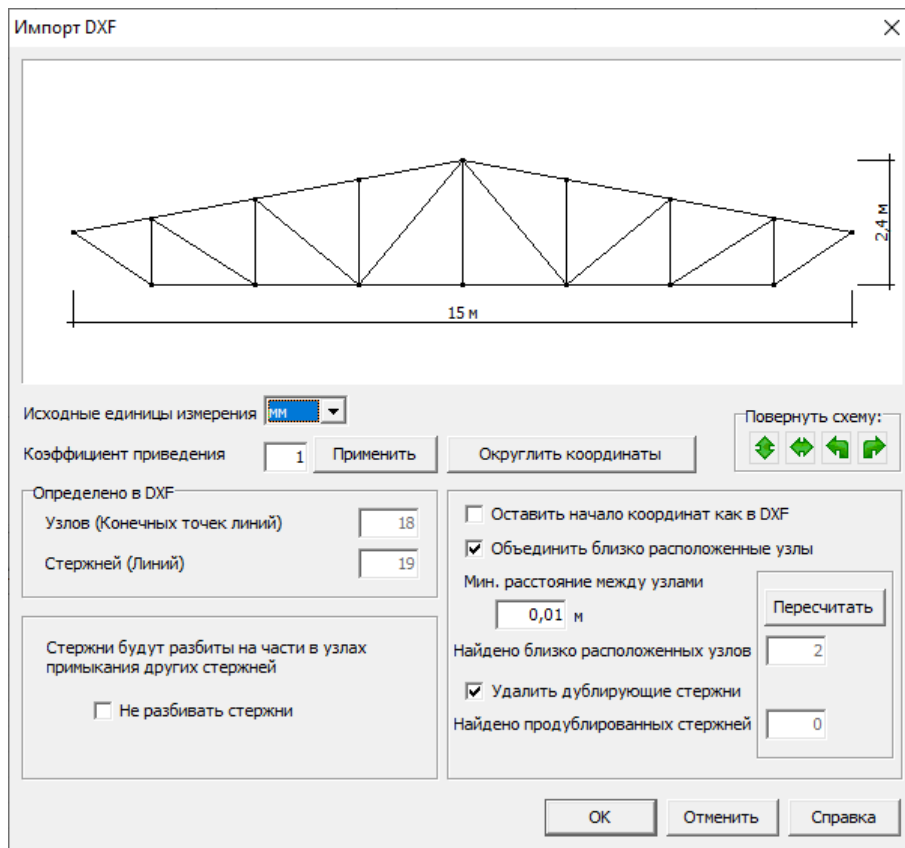 Импорт DXF
2,4 м
15 м
Исходные единицы измерения мм
Повернуть схему:
Коэффициент приведения 1 Применить Округлить координаты
Определено в DXF
Узлов (Конечных точек линий) 18
Стержней (Линий) 19
Стержни будут разбиты на части в узлах
примыкания других стержней
Не разбивать стержни
Оставить начало координат как в DXF
Объединить близко расположенные узлы
Мин. расстояние между узлами
0,01 м
Пересчитать
Найдено близко расположенных узлов 2
Удалить дублирующие стержни
Найдено продублированных стержней 0
ОК Отменить Справка